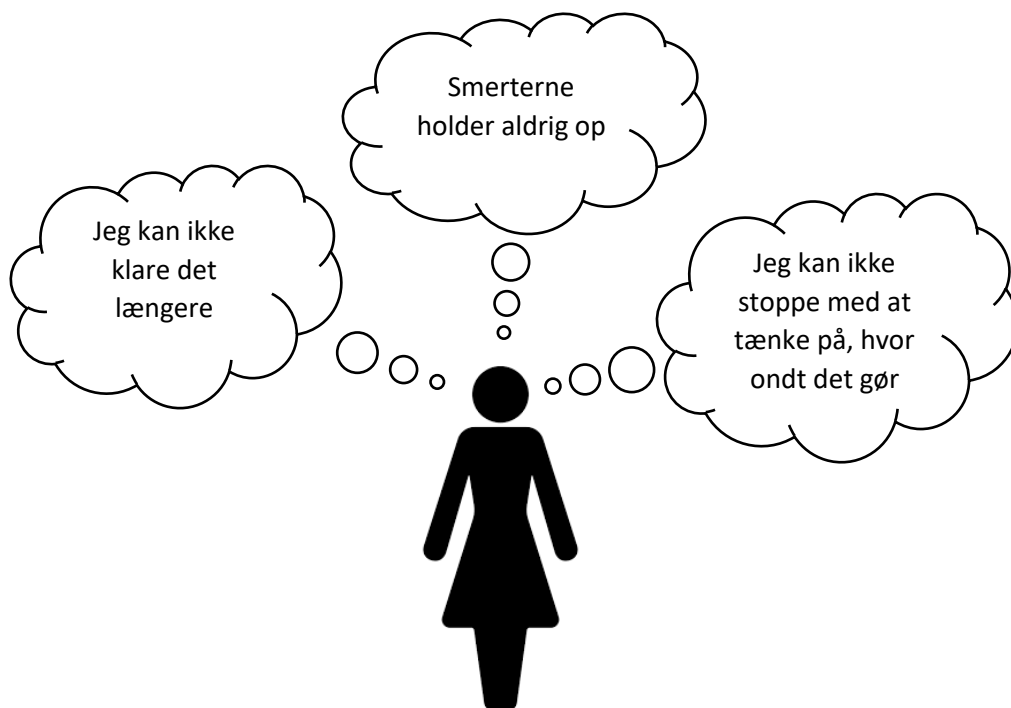 Jeg kan ikke
klare det
længere
Smerterne
holder aldrig op
Jeg kan ikke
stoppe med at
tænke på, hvor
ondt det gør